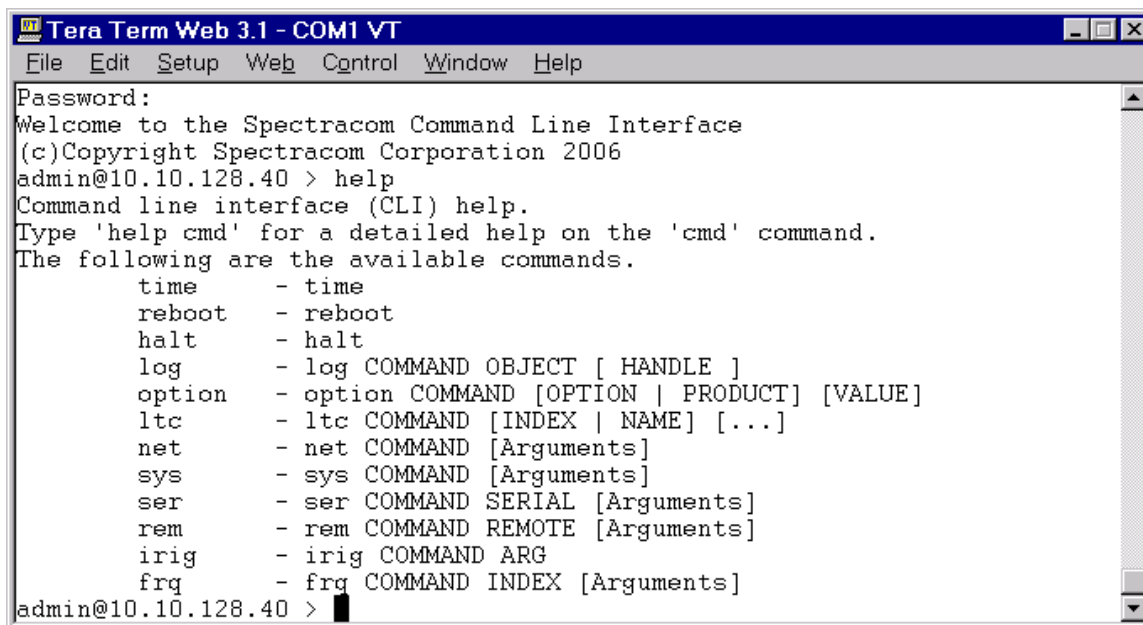 Tera Term Web 3.1 - COM1 VT
File Edit Setup Web Control Window Help
Password:
Welcome to the Spectracom Command Line Interface
(c)Copyright Spectracom Corporation 2006
admin@10.10.128.40 > help
Command line interface (CLI) help.
Type 'help cmd' for a detailed help on the 'cmd' command.
The following are the available commands.
time - time
reboot - reboot
halt - halt
log - log COMMAND OBJECT [ HANDLE ]
option - option COMMAND [OPTION | PRODUCT] [VALUE]
ltc - ltc COMMAND [INDEX | NAME] [...]
net - net COMMAND [Arguments]
sys - sys COMMAND [Arguments]
ser - ser COMMAND SERIAL [Arguments]
rem - rem COMMAND REMOTE [Arguments]
irig - irig COMMAND ARG
frq - frq COMMAND INDEX [Arguments]
admin@10.10.128.40 >